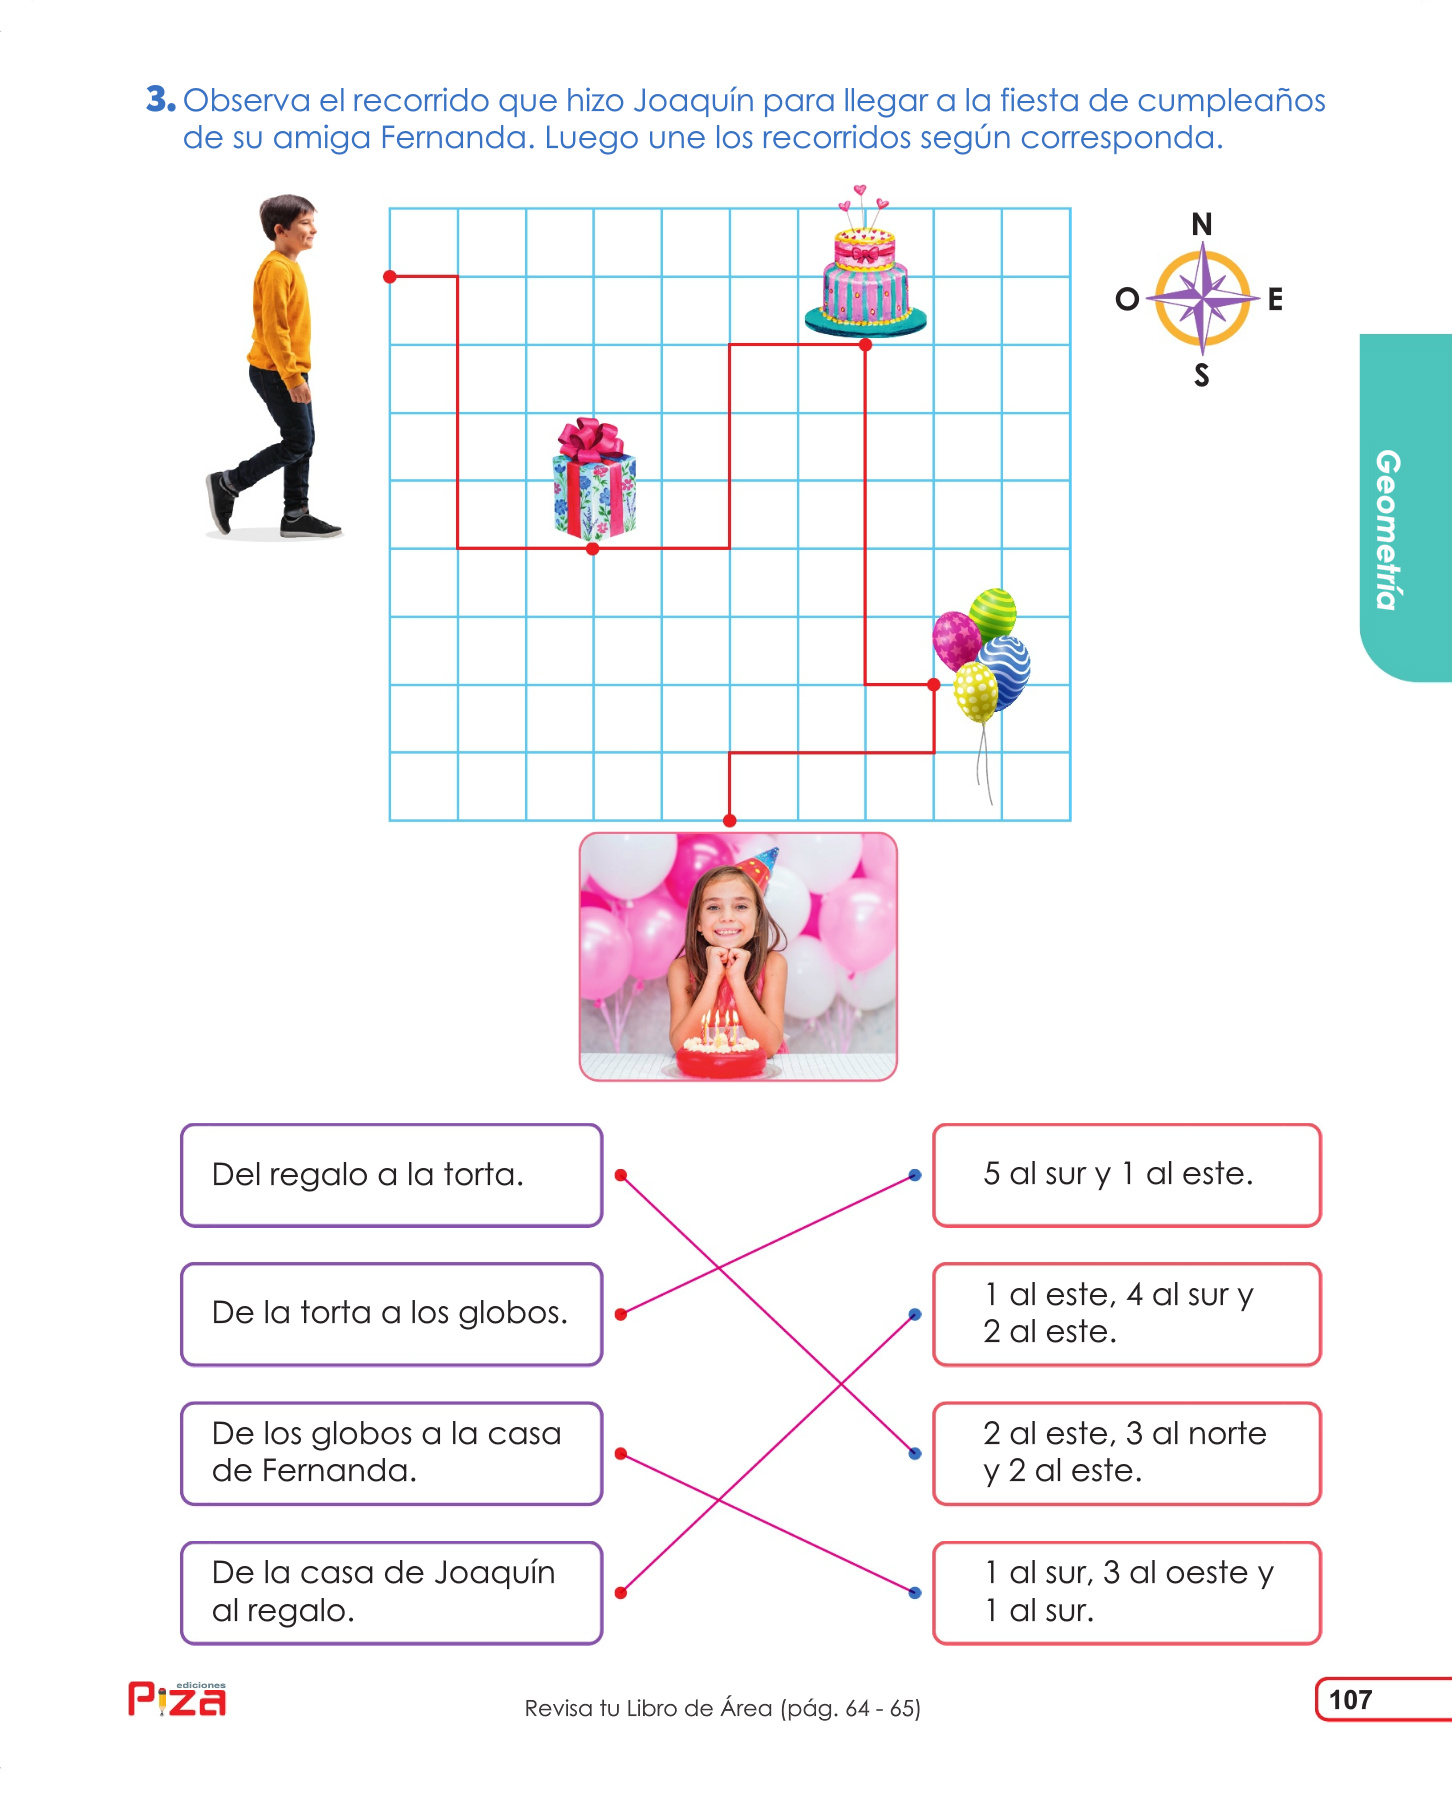 3. Observa el recorrido que hizo Joaquín para llegar a la fiesta de cumpleaños
de su amiga Fernanda. Luego une los recorridos según corresponda.
N
O
E
S
Geometría
Del regalo a la torta.
5 al sur y 1 al este.
De la torta a los globos.
1 al este, 4 al sur y
2 al este.
De los globos a la casa
de Fernanda.
2 al este, 3 al norte
y 2 al este.
De la casa de Joaquín
al regalo.
1 al sur, 3 al oeste y
1 al sur.
ediciones
Piza
Revisa tu Libro de Área (pág. 64 - 65)
107